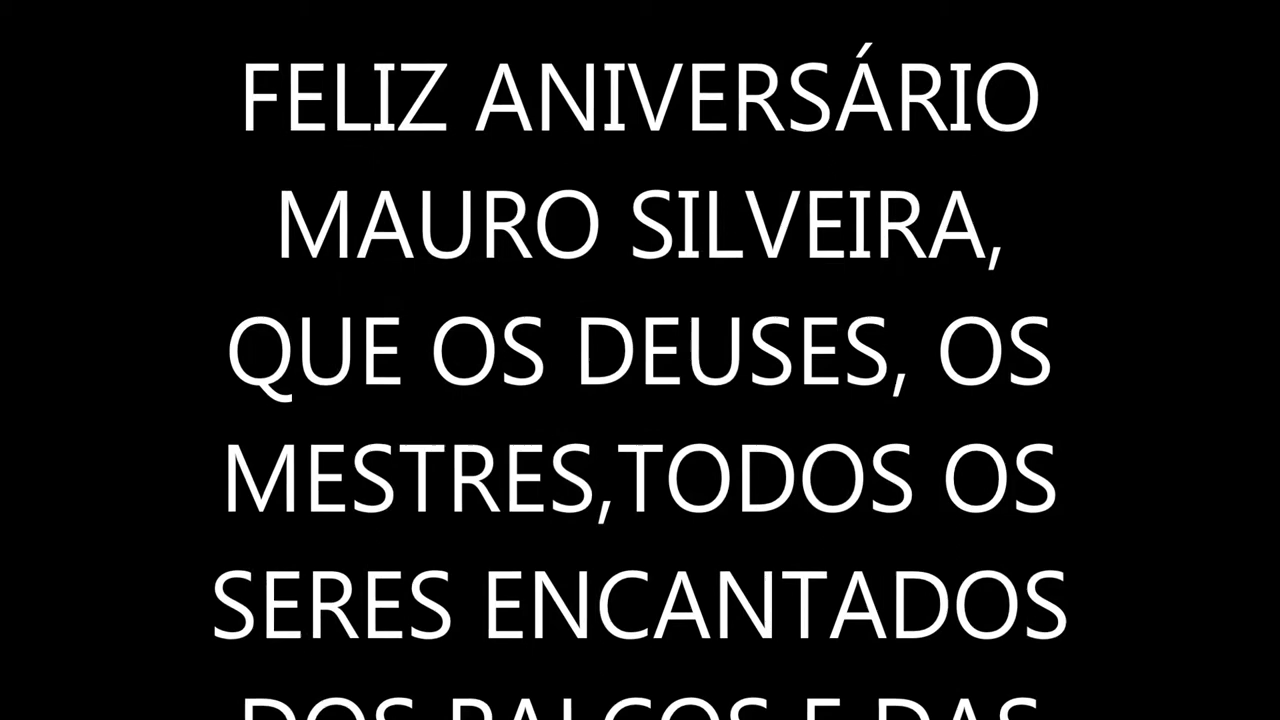 FELIZ ANIVERSÁRIO
MAURO SILVEIRA,
QUE OS DEUSES, OS
MESTRES,TODOS OS
SERES ENCANTADOS
DOS PALCOS E DAS